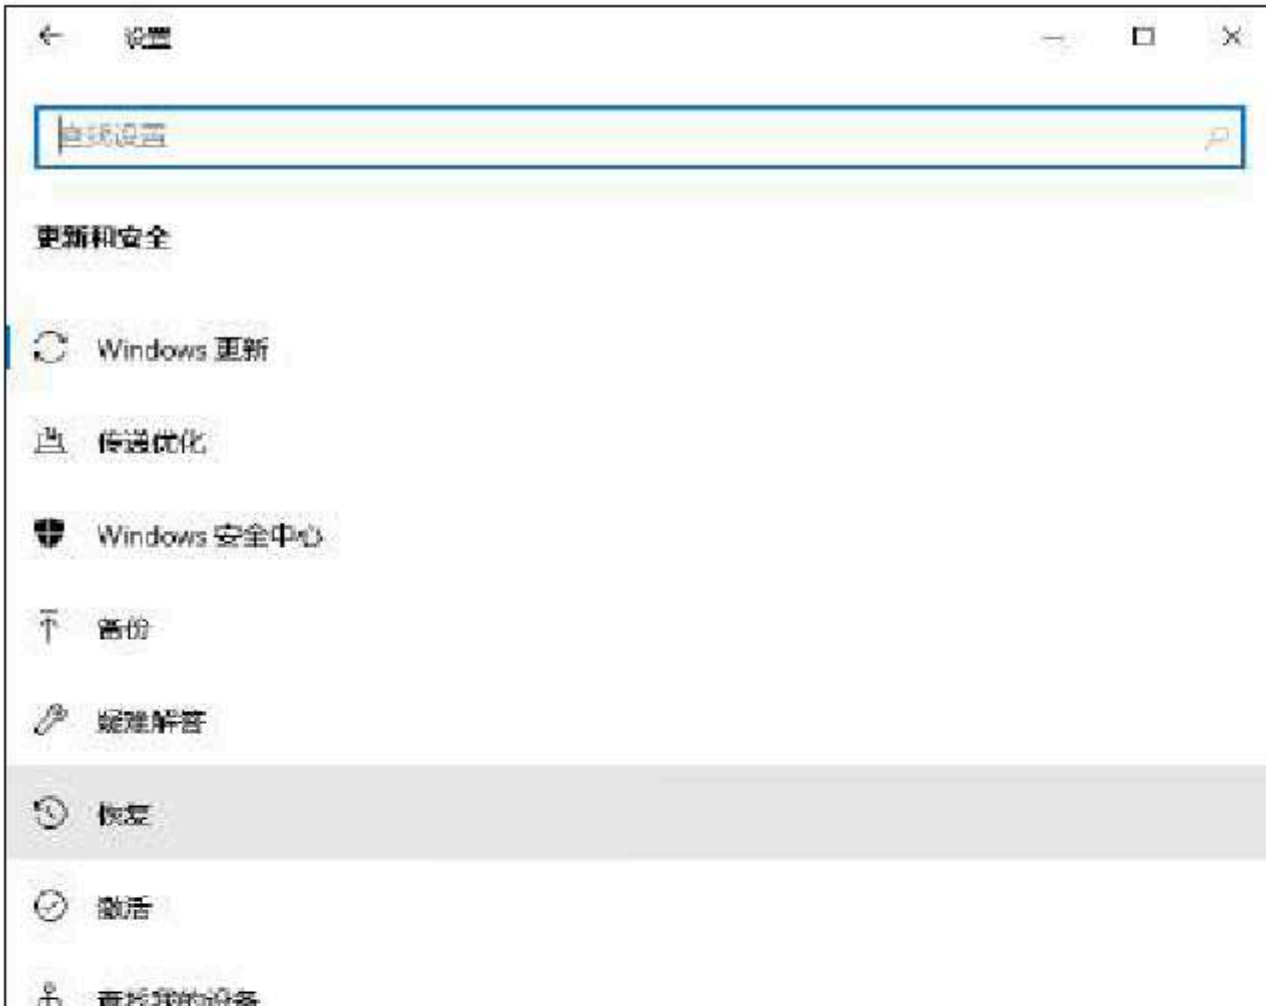 设置
查找设置
更新和安全
Windows 更新
传递优化
Windows 安全中心
备份
疑难解答
恢复
激活
查找我的设备